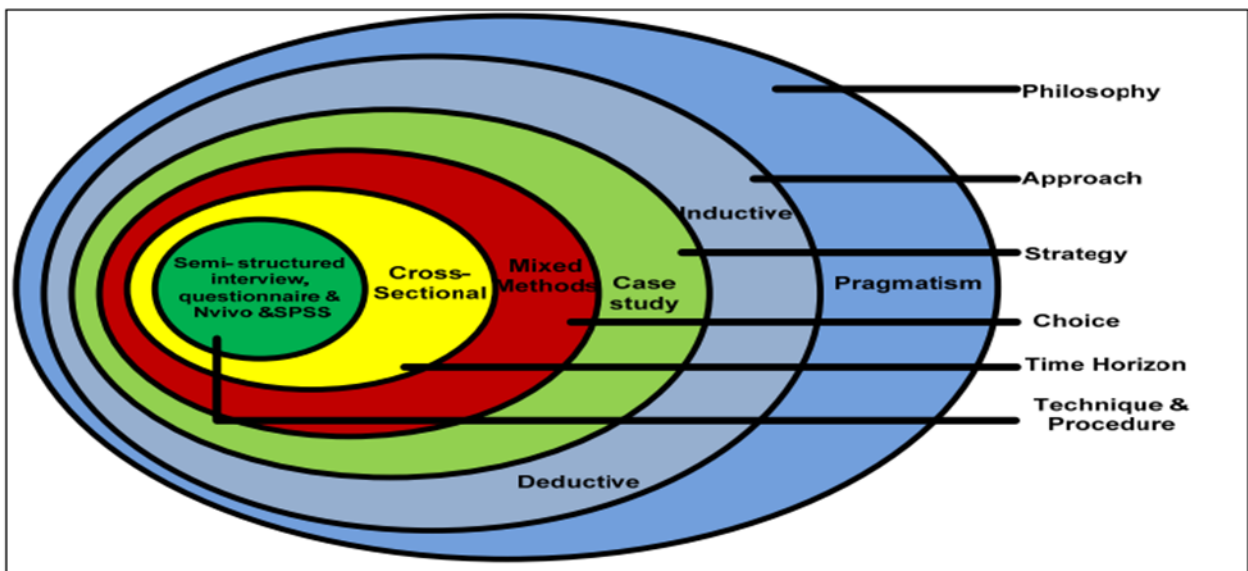 Philosophy
Approach
Inductive
Strategy
Semi-structured
interview,
questionnaire &
Nvivo &SPSS
Cross-
Sectional
Mixed
Methods
Case
study
Pragmatism
Choice
Time Horizon
Technique &
Procedure
Deductive